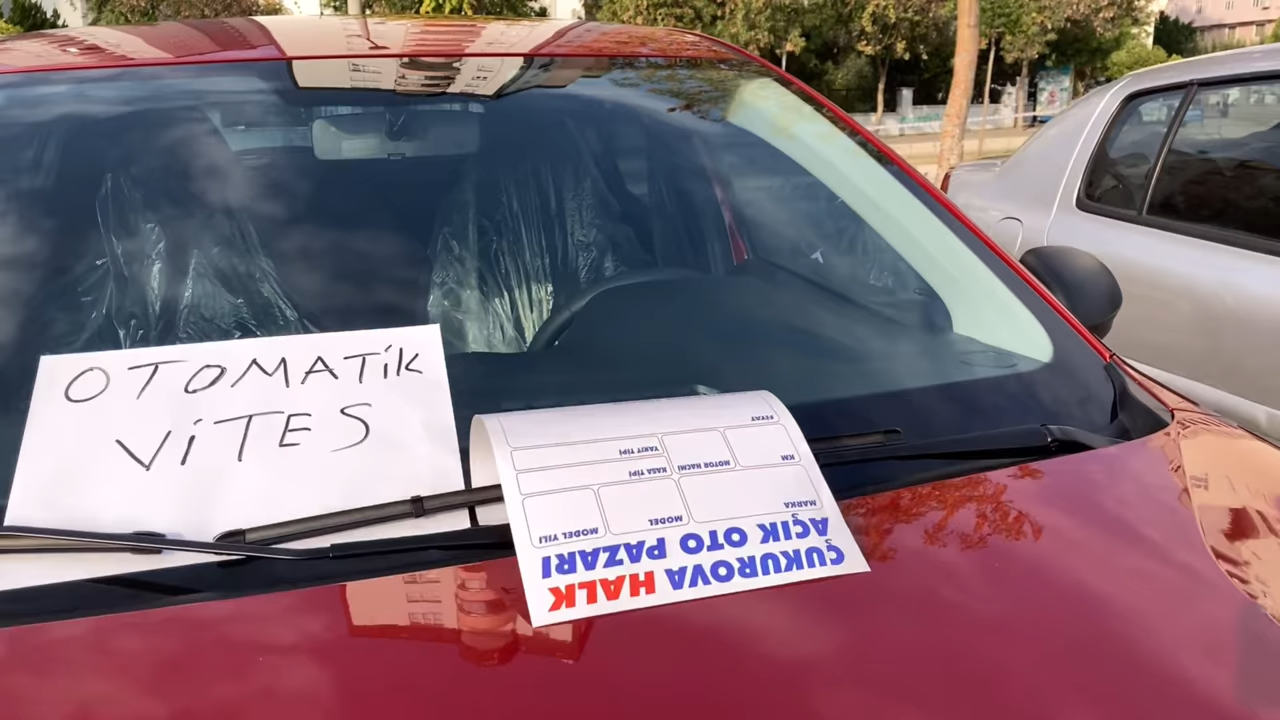 OTOMATİK
VİTES
ÇUKUROVA HALK
AÇIK OTO PAZARI
MARKA
MODEL
MODEL YILI
KM
MOTOR HACMİ
KASA TİPİ
YAKIT TİPİ
FİYAT